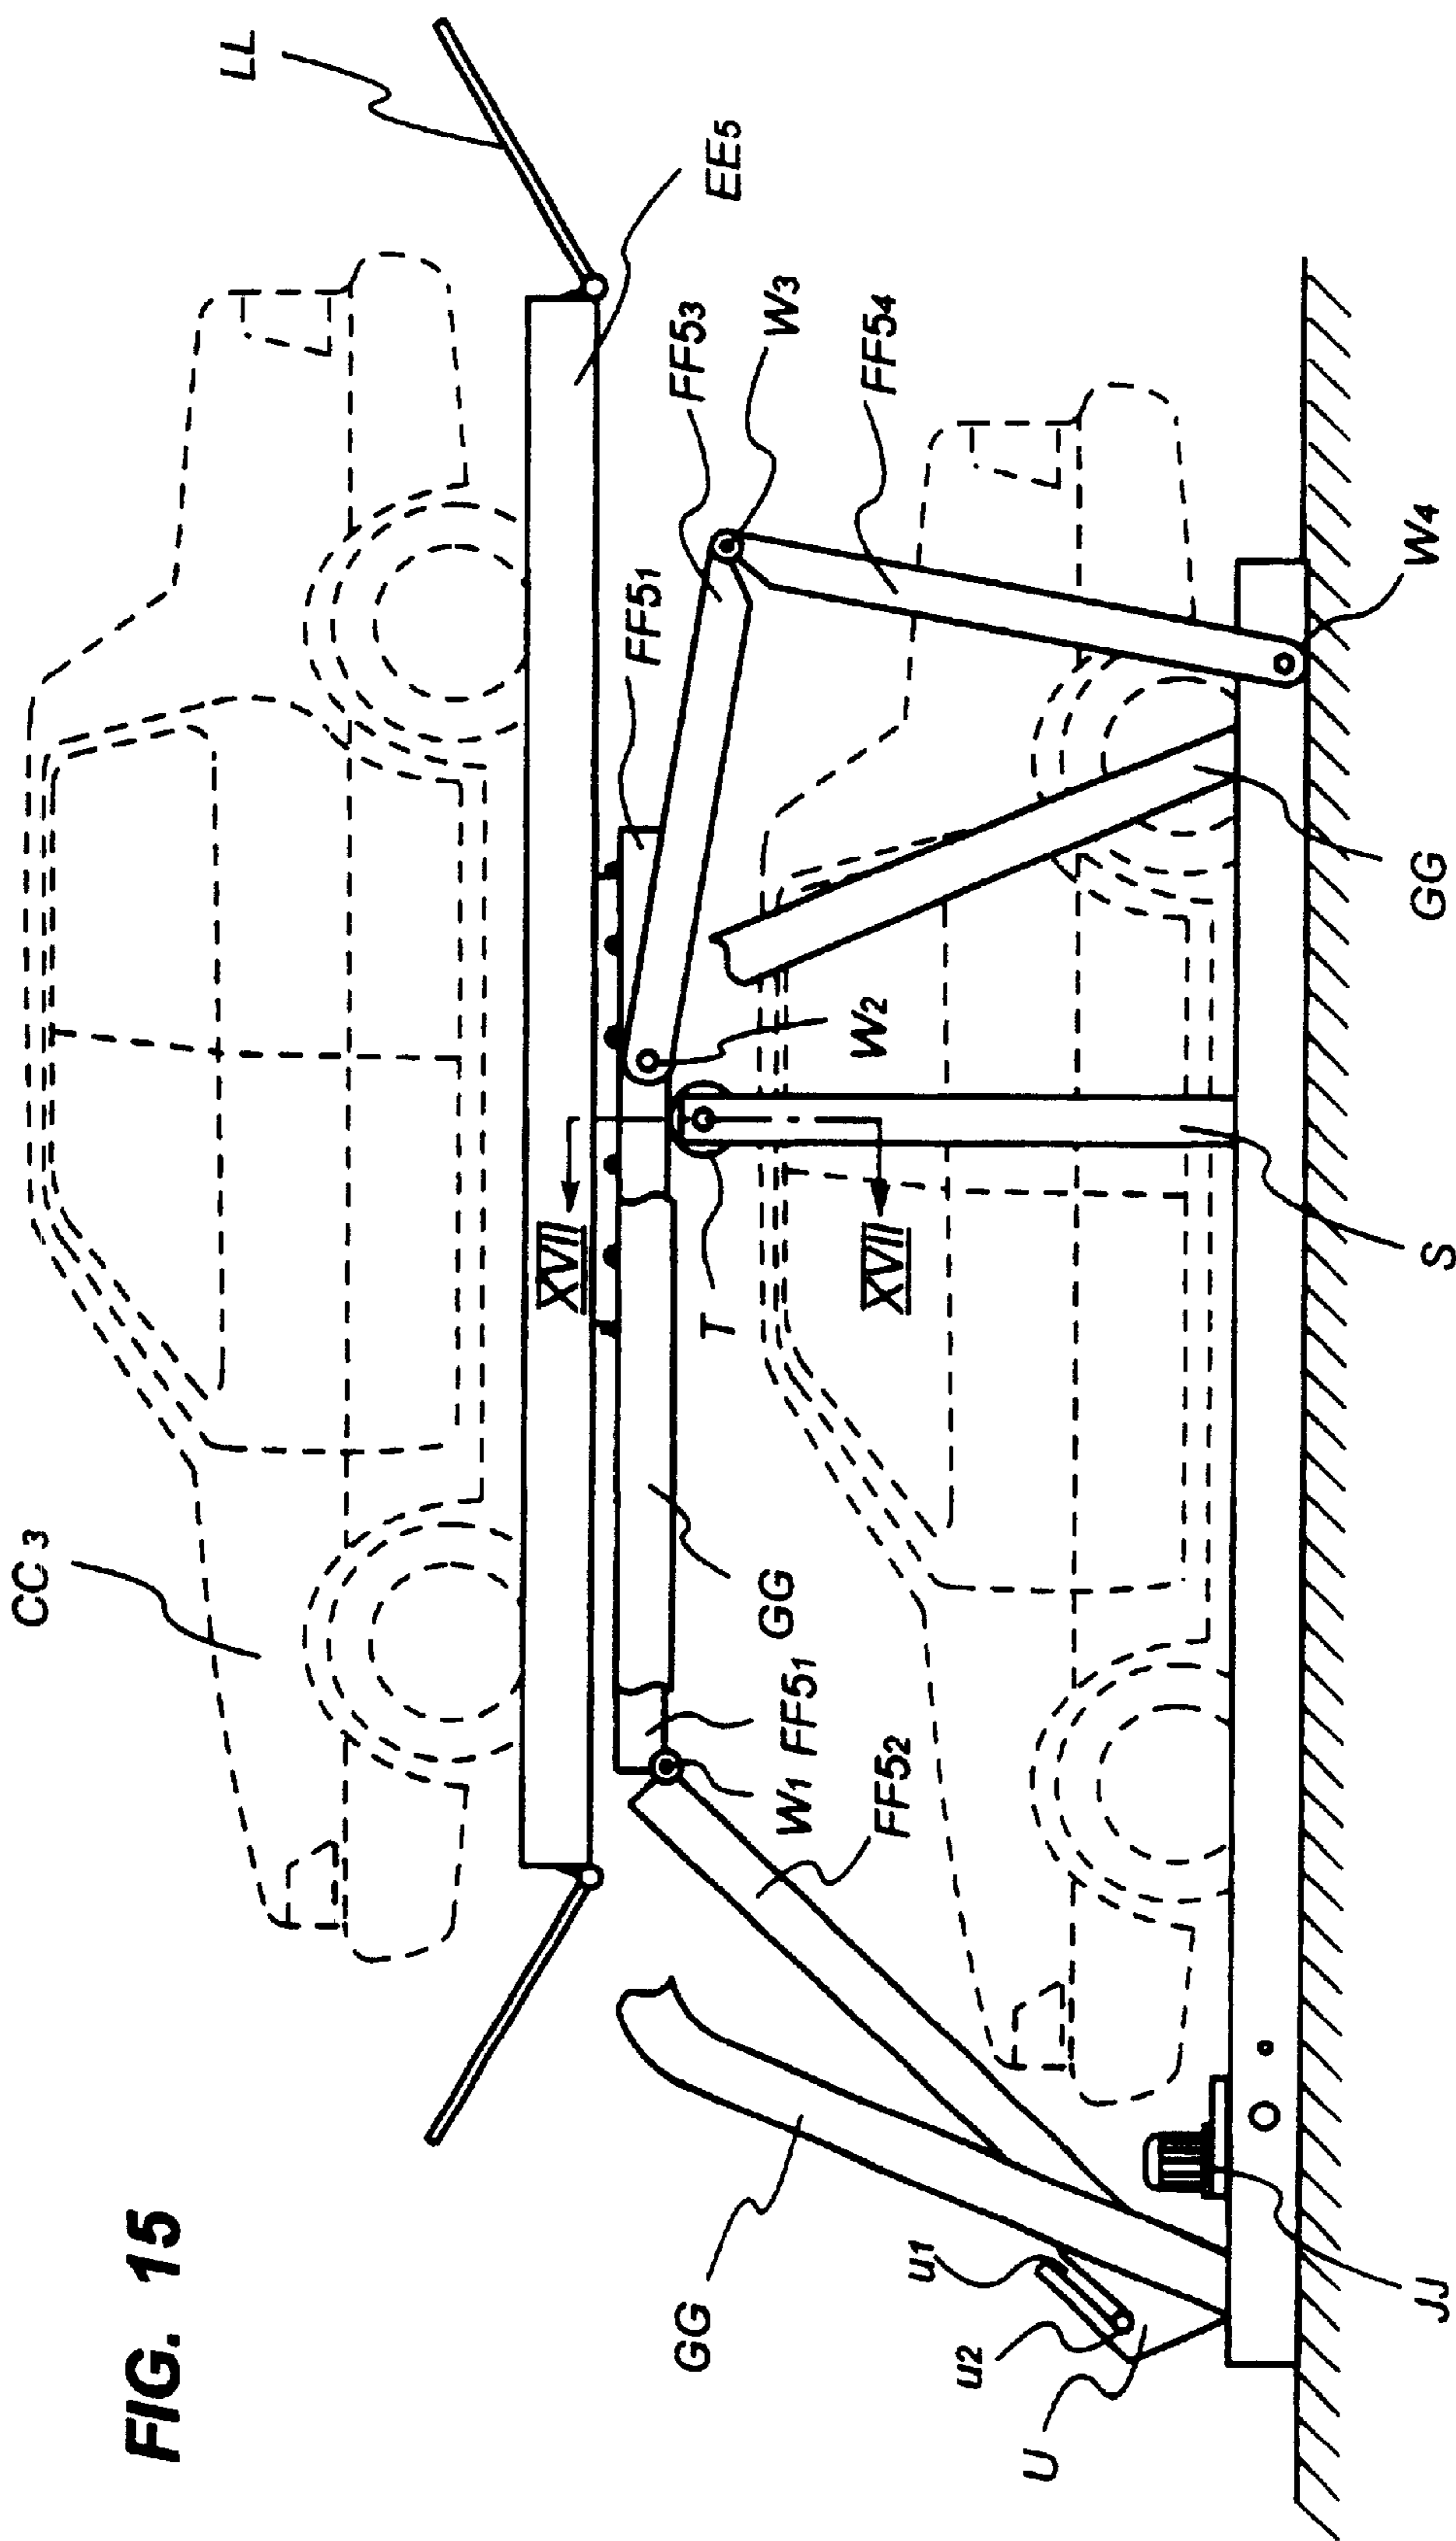 FIG. 15
CC3
LL
EE5
FF51
FF53
W3
FF54
W4
GG
W2
XVII
XVII
T
S
GG
FF51
W1
FF52
GG
u1
u2
U
JJ